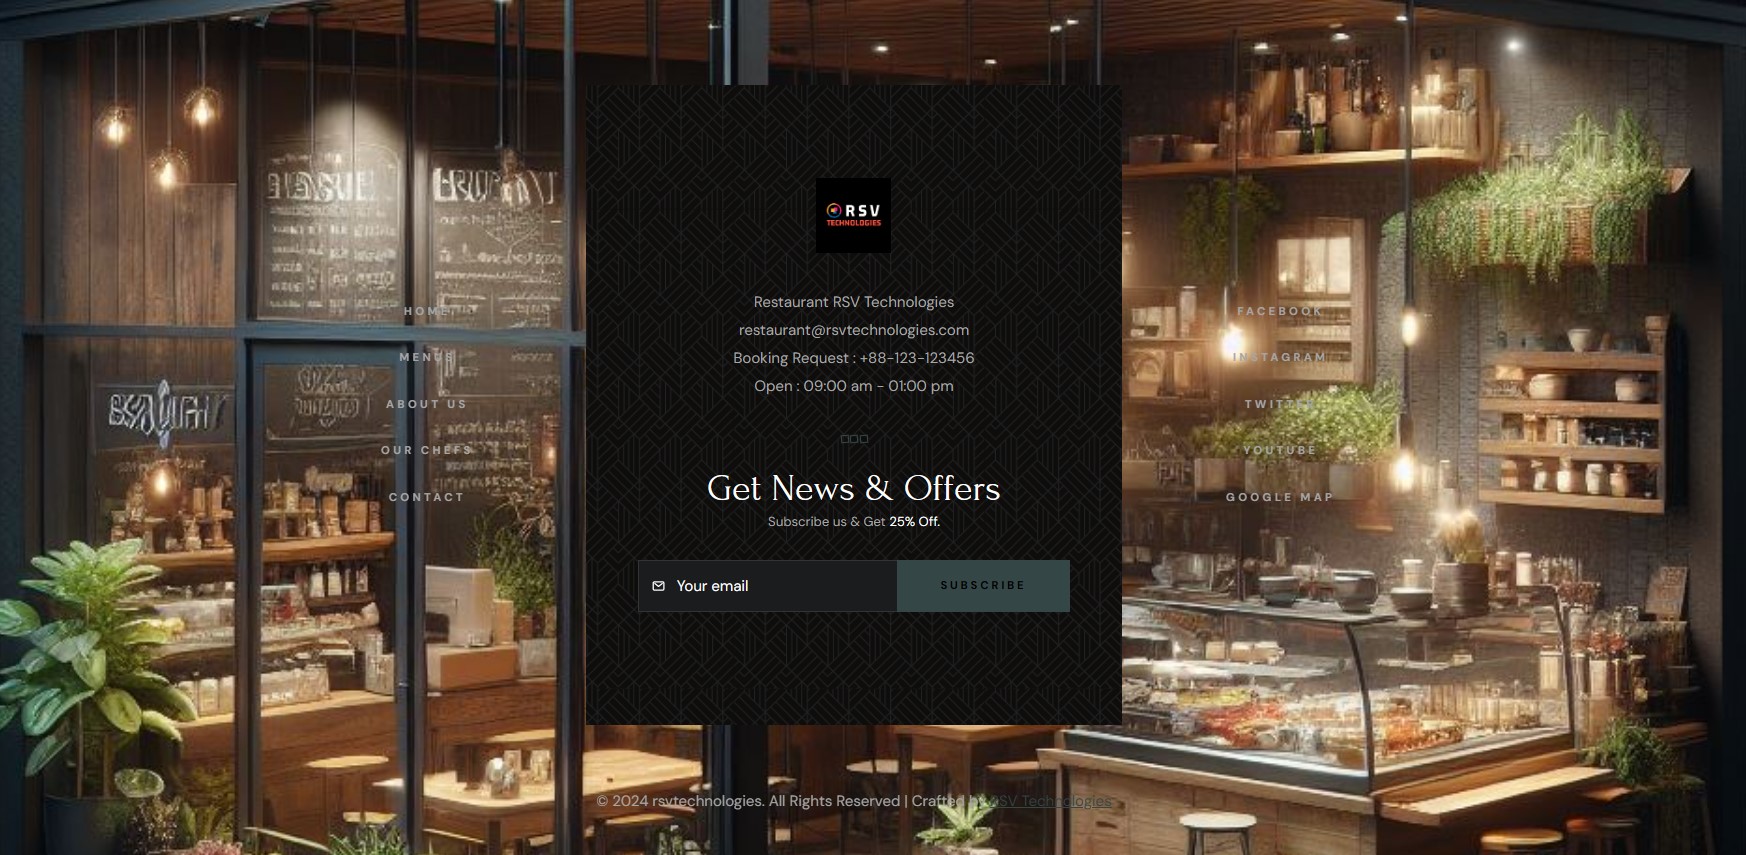 RSV
TECHNOLOGIES
HOME
MENUS
ABOUT US
OUR CHEFS
CONTACT
Restaurant RSV Technologies
restaurant@rsvtechnologies.com
Booking Request : +88-123-123456
Open : 09:00 am - 01:00 pm
Get News & Offers
Subscribe us & Get 25% Off.
Your email
SUBSCRIBE
FACEBOOK
INSTAGRAM
TWITTER
YOUTUBE
GOOGLE MAP
© 2024 rsvtechnologies. All Rights Reserved | Crafted by RSV Technologies